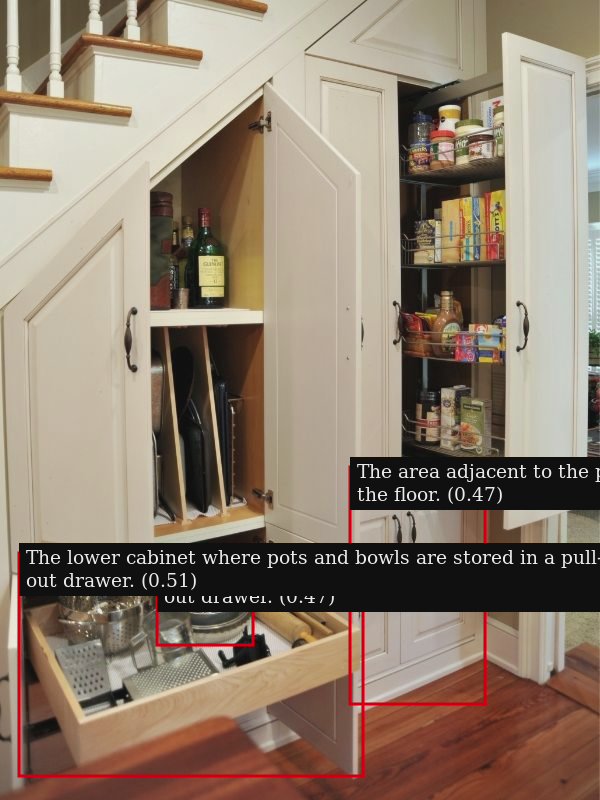 The area adjacent to the p
the floor. (0.47)
The lower cabinet where pots and bowls are stored in a pull-
out drawer. (0.51)
out drawer. (0.47)